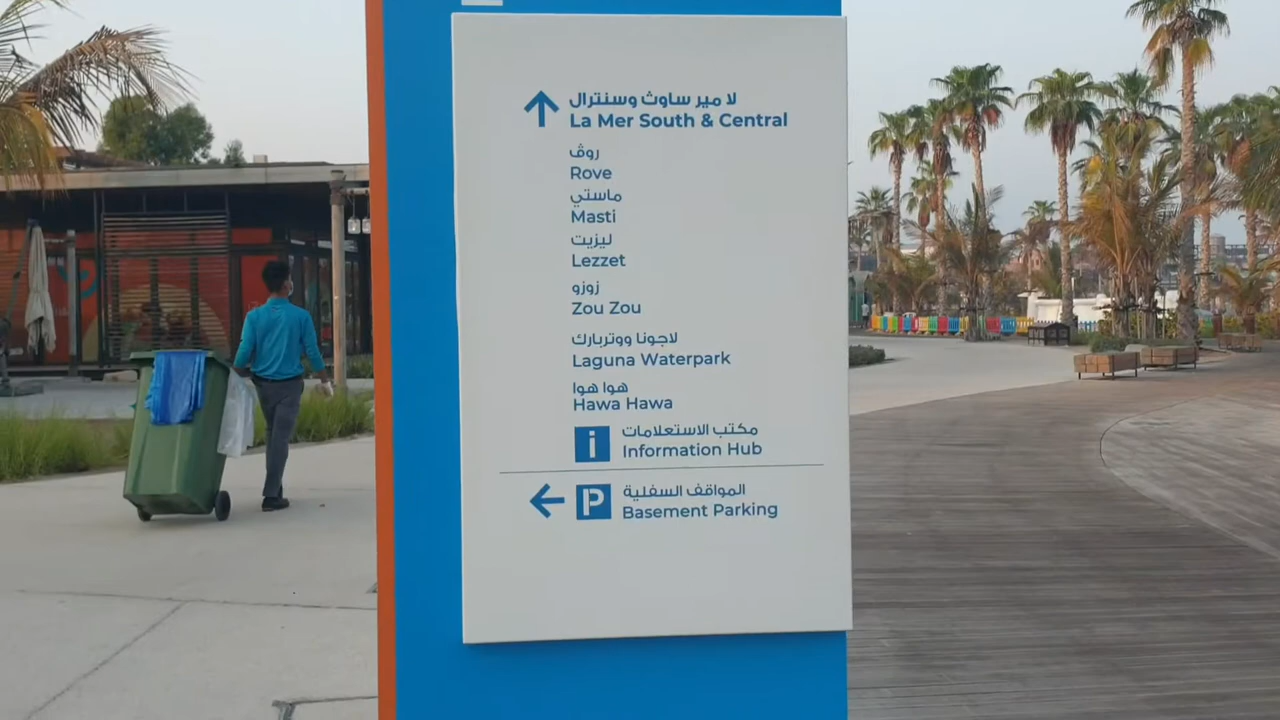 لا مير ساوث وسنترال
La Mer South & Central
روڤ
Rove
ماستي
Masti
ليزيت
Lezzet
زوزو
Zou Zou
لاجونا ووتربارك
Laguna Waterpark
هوا هوا
Hawa Hawa
مكتب الاستعلامات
i Information Hub
المواقف السفلية
P Basement Parking